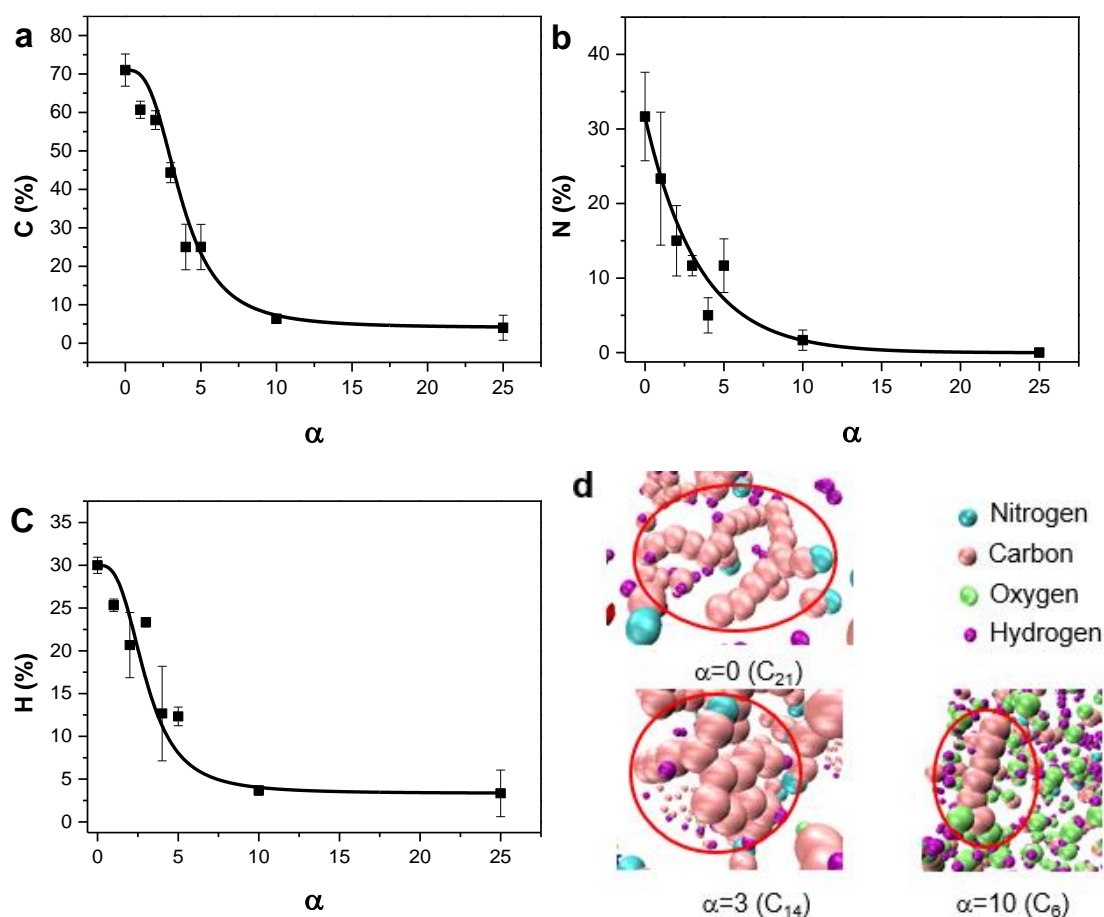 a
80
70
60
50
40
30
20
10
0
C (%)
0 5 10 15 20 25
α
b
40
30
20
10
0
N (%)
0 5 10 15 20 25
α
C
35
30
25
20
15
10
5
0
H (%)
0 5 10 15 20 25
α
d
Nitrogen
Carbon
Oxygen
Hydrogen
α=0 (C₂₁)
α=3 (C₁₄)
α=10 (C₆)